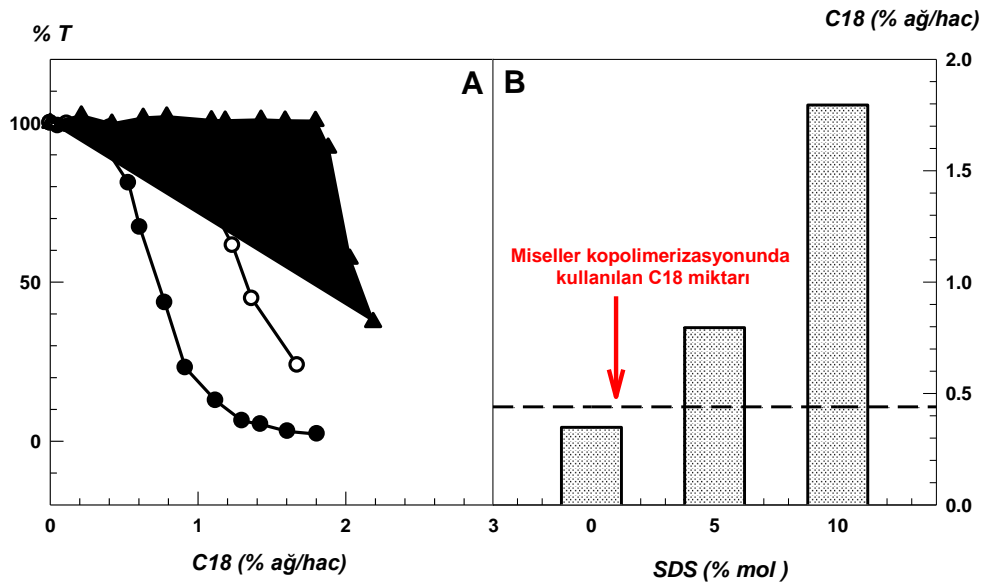 C18 (% ağ/hac)
% T
A
B
2.0
100
1.5
Miseller kopolimerizasyonunda
kullanılan C18 miktarı
50
1.0
0.5
0
0.0
0 1 2 3
0 5 10
C18 (% ağ/hac)
SDS (% mol )